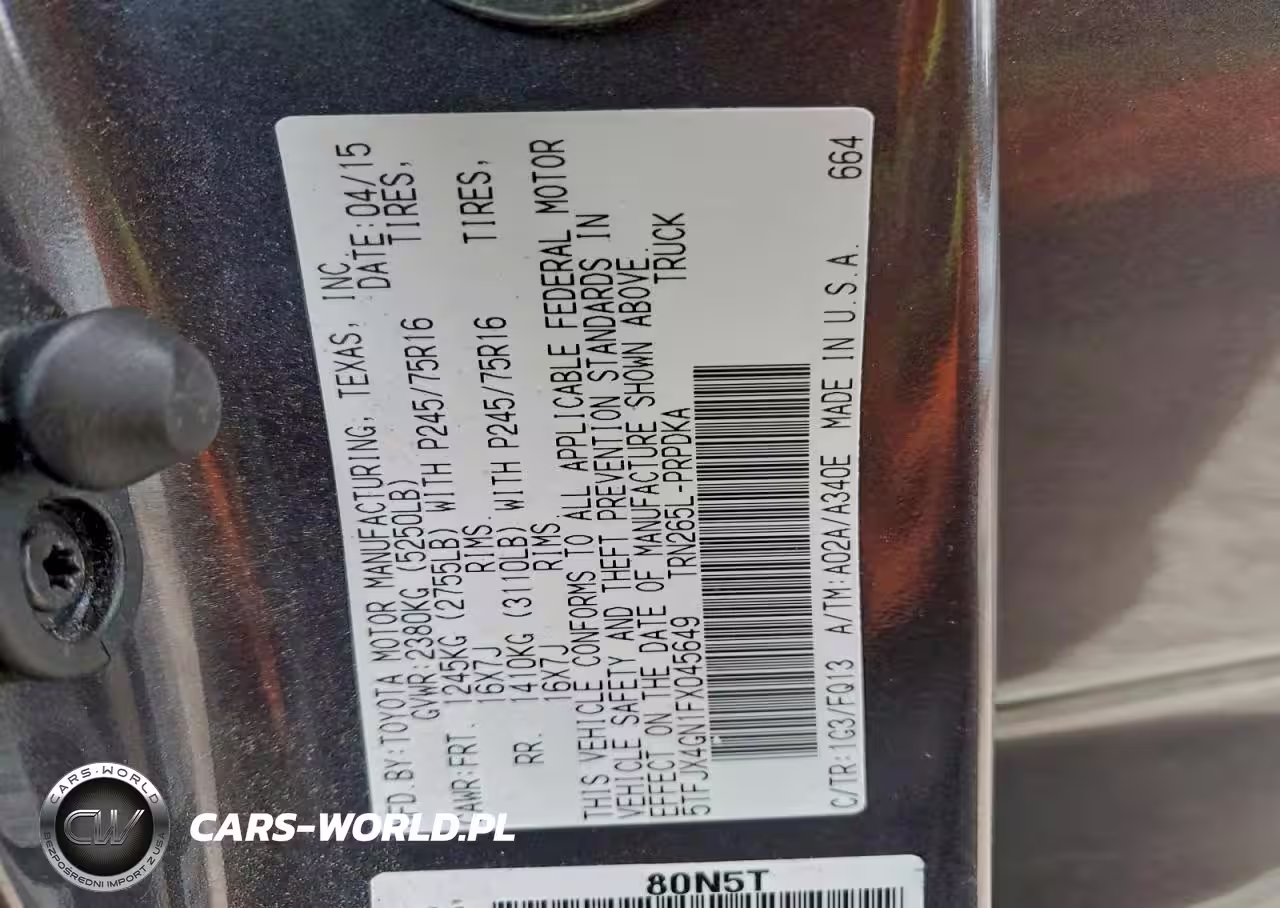 MFD.BY:TOYOTA MOTOR MANUFACTURING, TEXAS, INC.
GVWR:2380KG (5250LB) DATE:04/15
GAWR:FRT. 1245KG (2755LB) WITH P245/75R16 TIRES,
16X7J RIMS.
RR. 1410KG (3110LB) WITH P245/75R16 TIRES,
16X7J RIMS.
THIS VEHICLE CONFORMS TO ALL APPLICABLE FEDERAL MOTOR
VEHICLE SAFETY AND THEFT PREVENTION STANDARDS IN
EFFECT ON THE DATE OF MANUFACTURE SHOWN ABOVE.
5TFJX4GN1FX045649 TRN265L-PRPDKA TRUCK
C/TR:1G3/FQ13 A/TM:A02A/A340E MADE IN U.S.A. 664
80N5T
CARS-WORLD
CW
BEZPOŚREDNI IMPORT Z USA
CARS-WORLD.PL